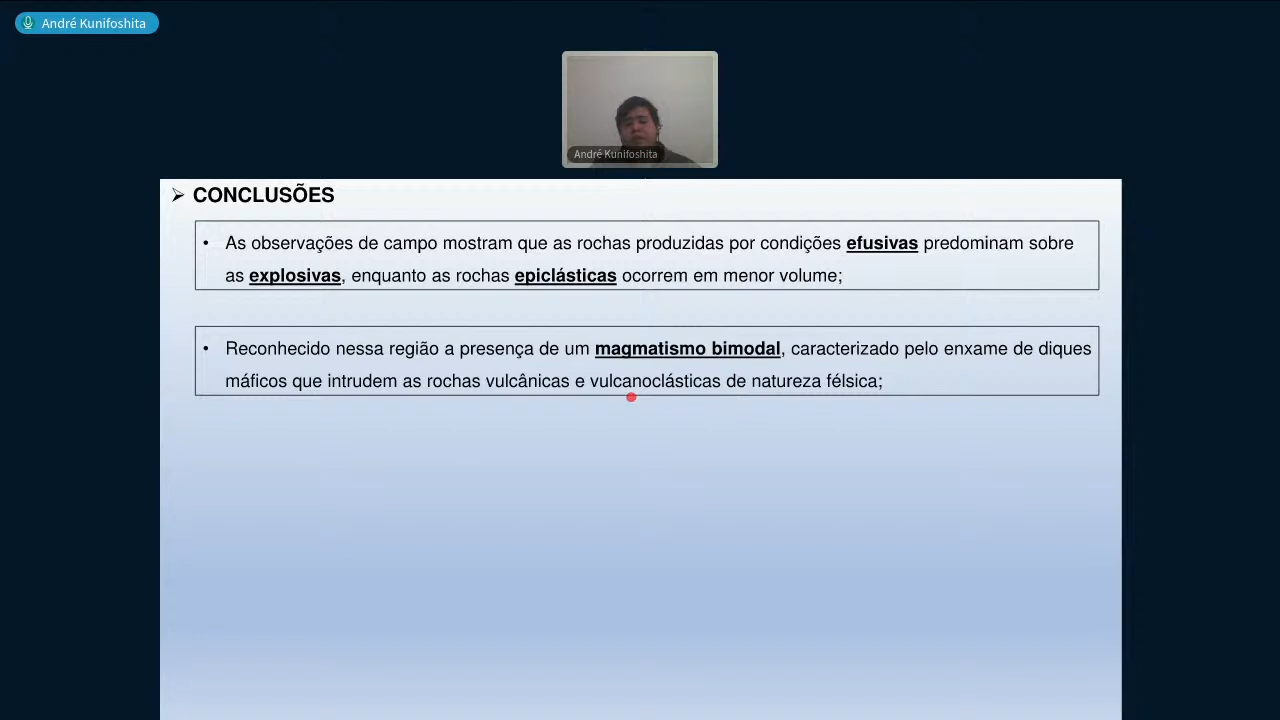 André Kunifoshita
André Kunifoshita
➢ CONCLUSÕES
• As observações de campo mostram que as rochas produzidas por condições efusivas predominam sobre
as explosivas, enquanto as rochas epiclásticas ocorrem em menor volume;
• Reconhecido nessa região a presença de um magmatismo bimodal, caracterizado pelo enxame de diques
máficos que intrudem as rochas vulcânicas e vulcanoclásticas de natureza félsica;